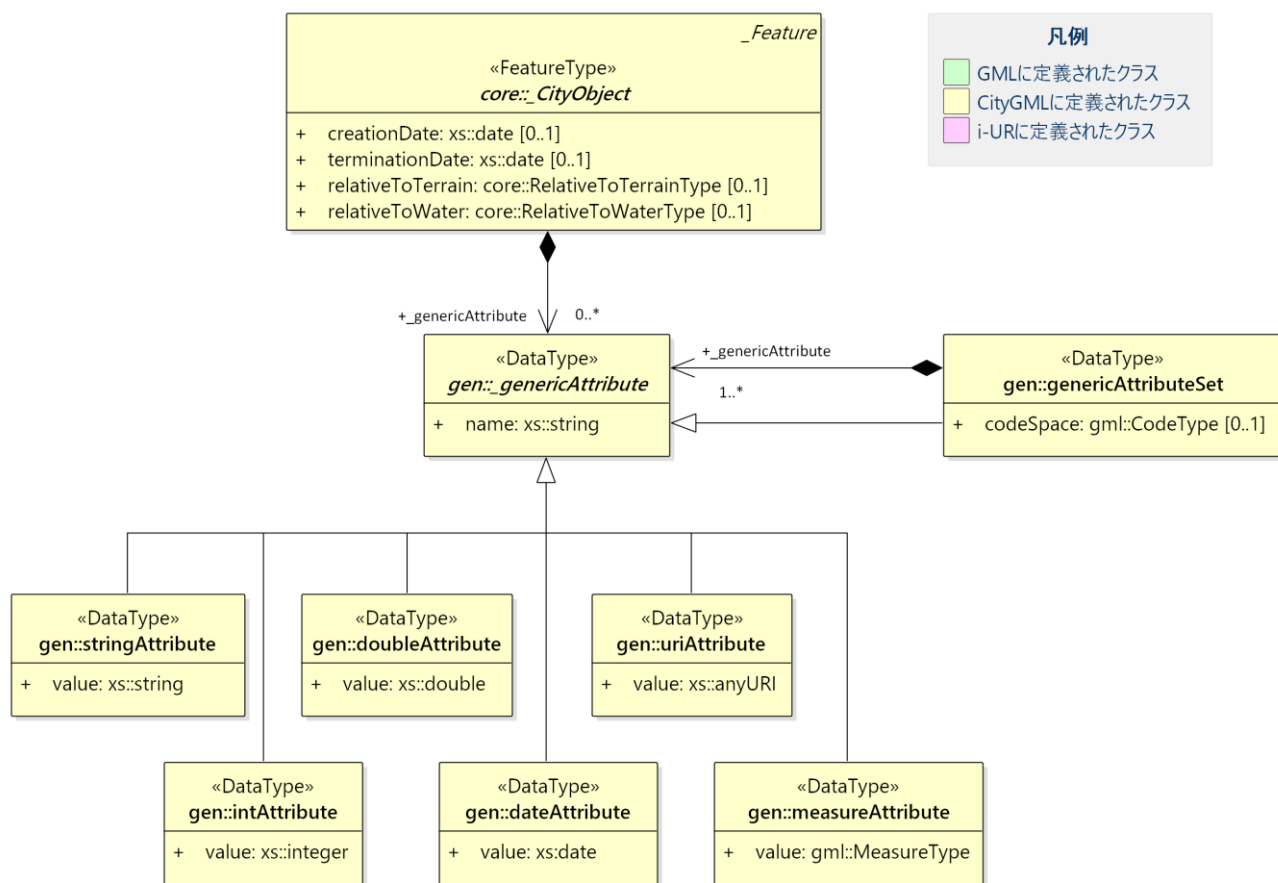 _Feature
«FeatureType»
core::_CityObject
+ creationDate: xs::date [0..1]
+ terminationDate: xs::date [0..1]
+ relativeToTerrain: core::RelativeToTerrainType [0..1]
+ relativeToWater: core::RelativeToWaterType [0..1]
凡例
GMLに定義されたクラス
CityGMLに定義されたクラス
i-URに定義されたクラス
+_genericAttribute 0..*
«DataType»
gen::_genericAttribute
+ name: xs::string
+_genericAttribute
1..*
«DataType»
gen::genericAttributeSet
+ codeSpace: gml::CodeType [0..1]
«DataType»
gen::stringAttribute
+ value: xs::string
«DataType»
gen::doubleAttribute
+ value: xs::double
«DataType»
gen::uriAttribute
+ value: xs::anyURI
«DataType»
gen::intAttribute
+ value: xs::integer
«DataType»
gen::dateAttribute
+ value: xs:date
«DataType»
gen::measureAttribute
+ value: gml::MeasureType